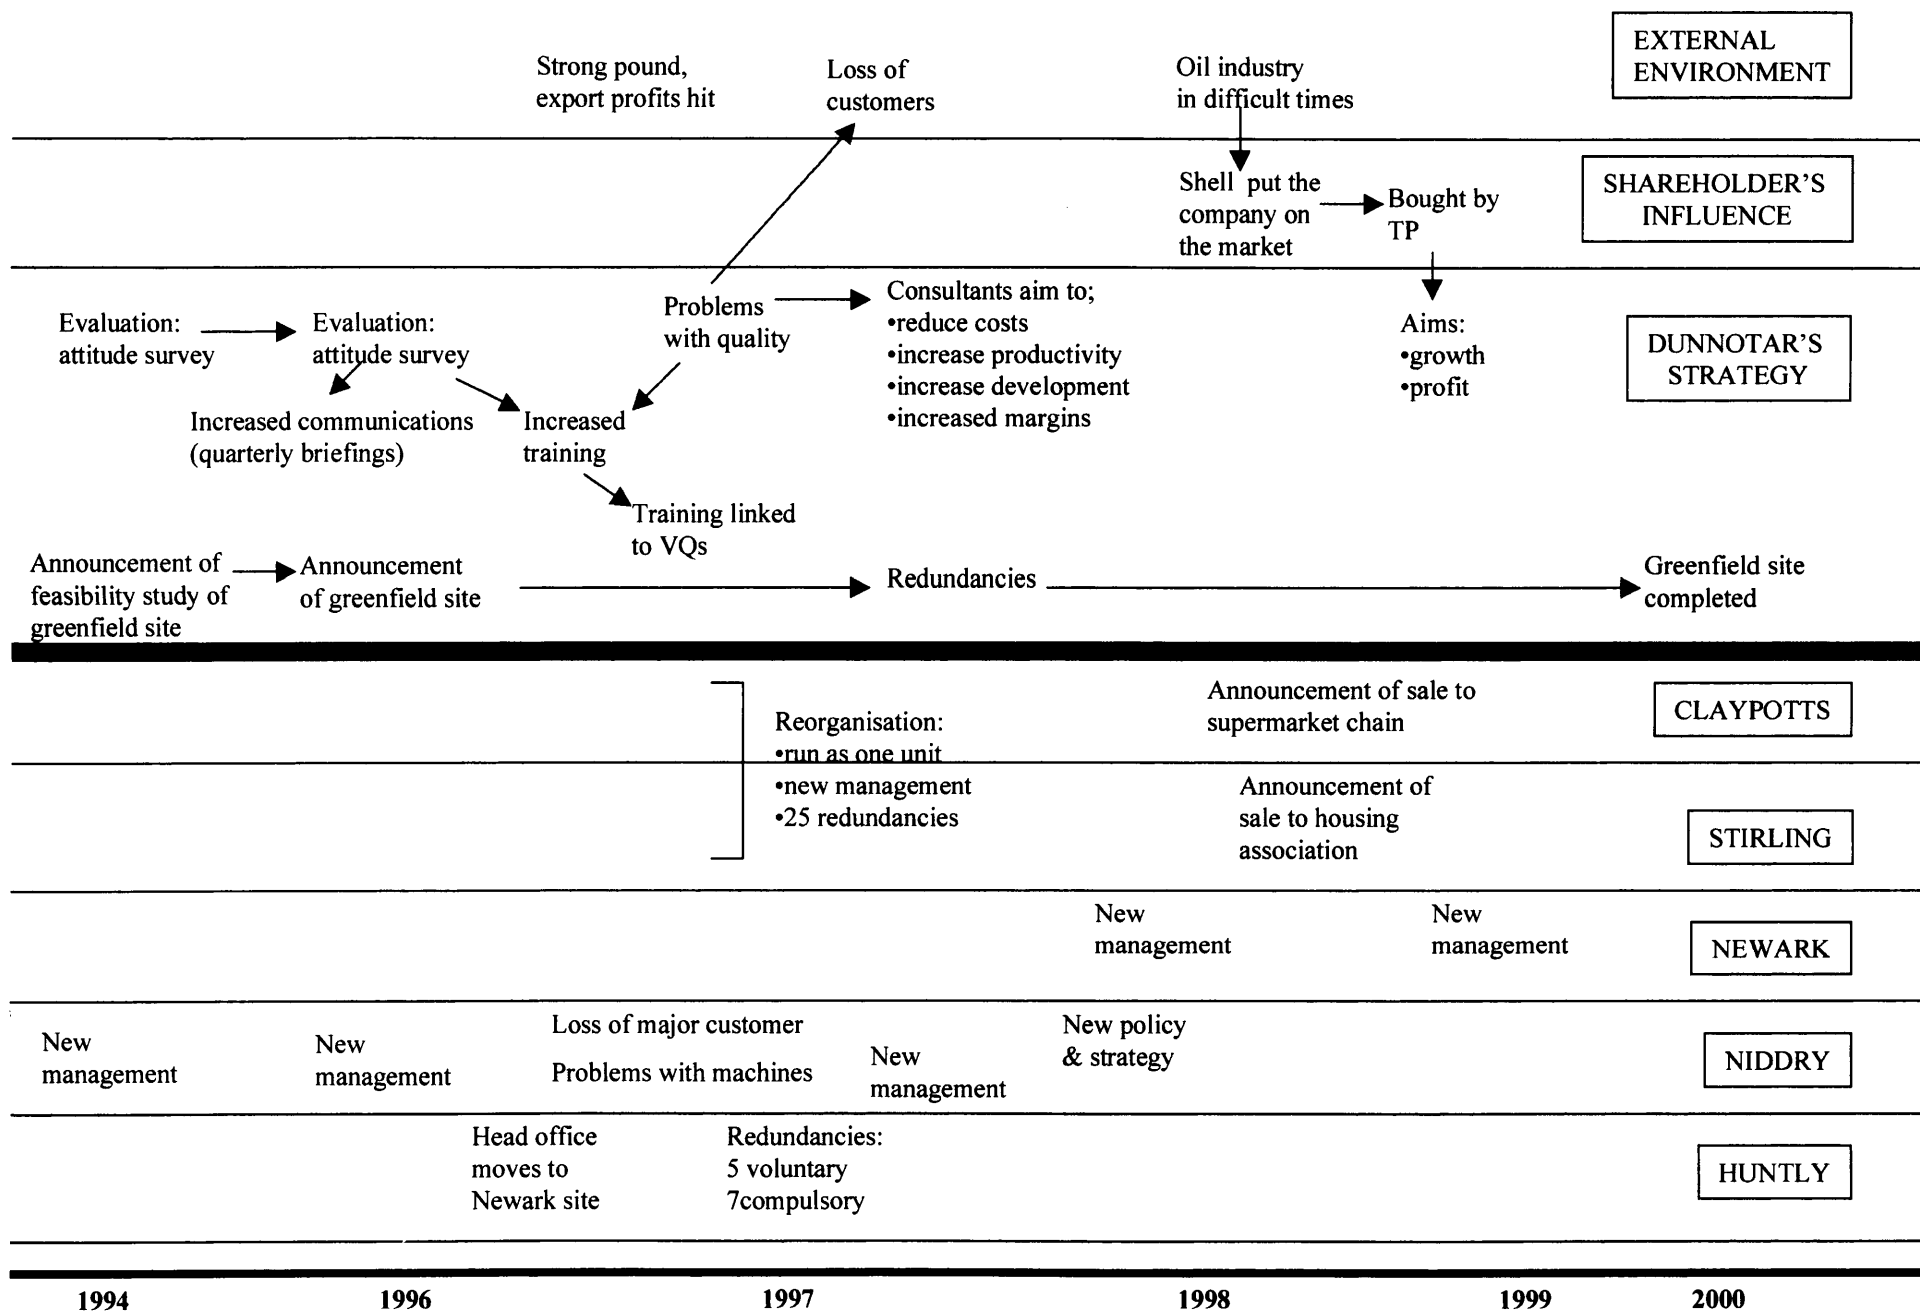 EXTERNAL
ENVIRONMENT
Strong pound,
export profits hit
Loss of
customers
Oil industry
in difficult times
SHAREHOLDER'S
INFLUENCE
Shell put the
company on
the market
Bought by
TP
DUNNOTAR'S
STRATEGY
Evaluation:
attitude survey
Evaluation:
attitude survey
Problems
with quality
Consultants aim to;
•reduce costs
•increase productivity
•increase development
•increased margins
Aims:
•growth
•profit
Increased communications
(quarterly briefings)
Increased
training
Training linked
to VQs
Announcement of
feasibility study of
greenfield site
Announcement
of greenfield site
Redundancies
Greenfield site
completed
Reorganisation:
•run as one unit
•new management
•25 redundancies
Announcement of sale to
supermarket chain
CLAYPOTTS
Announcement of
sale to housing
association
STIRLING
New
management
New
management
NEWARK
New
management
New
management
Loss of major customer
Problems with machines
New
management
New policy
& strategy
NIDDRY
Head office
moves to
Newark site
Redundancies:
5 voluntary
7compulsory
HUNTLY
1994
1996
1997
1998
1999
2000